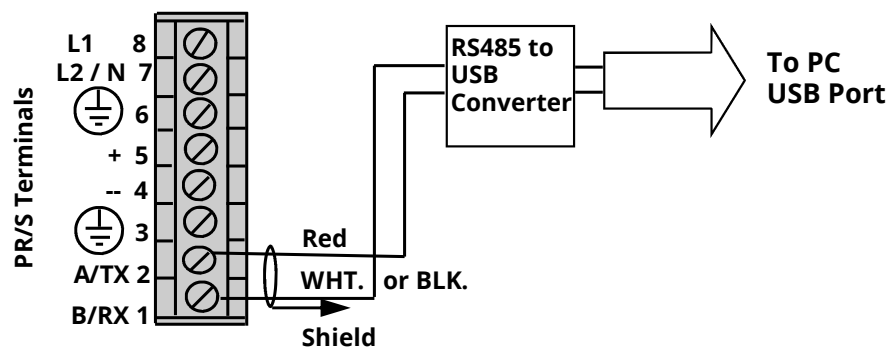 PR/S Terminals
L1 8
L2 / N 7
6
+ 5
-- 4
3
A/TX 2
B/RX 1
Red
WHT. or BLK.
Shield
RS485 to
USB
Converter
To PC
USB Port